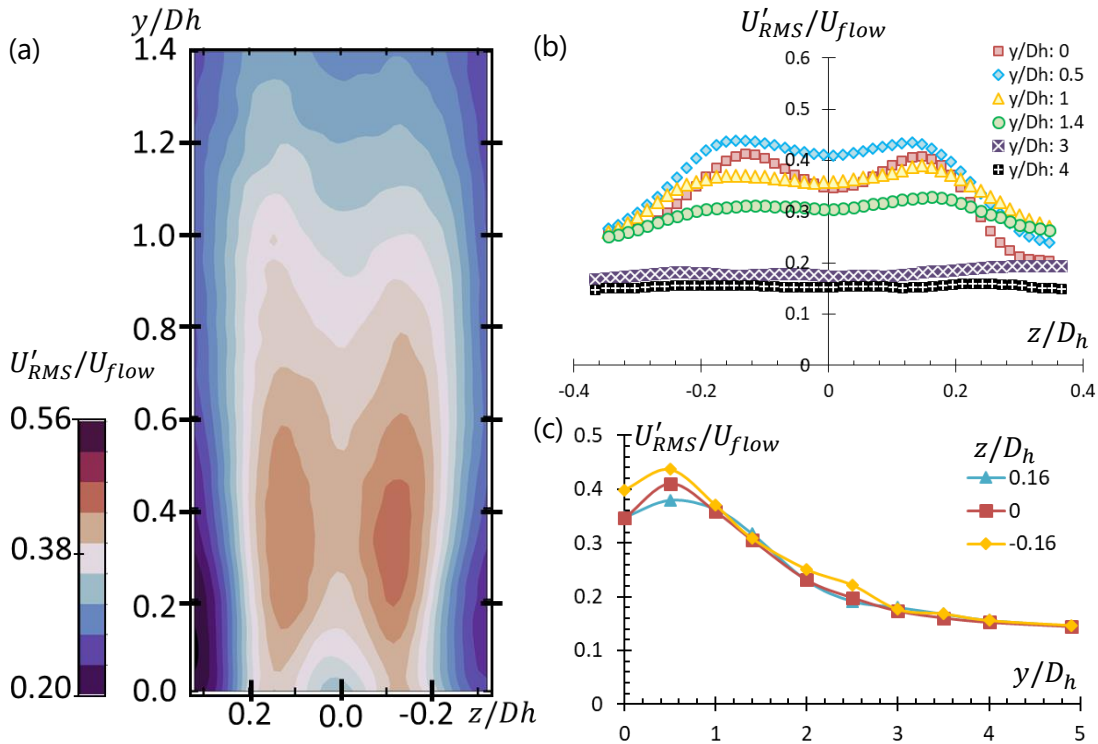 (a)
y/Dh
1.4
1.2
1.0
0.8
0.6
0.4
0.2
0.0
0.2
0.0
-0.2
z/Dh
U′RMS/Uflow
0.56
0.38
0.20
(b)
U′RMS/Uflow
0.6
0.5
0.4
0.3
0.2
0.1
0
-0.4
-0.2
0
0.2
0.4
z/Dh
y/Dh: 0
y/Dh: 0.5
y/Dh: 1
y/Dh: 1.4
y/Dh: 3
y/Dh: 4
(c)
U′RMS/Uflow
0.5
0.4
0.3
0.2
0.1
0
0
1
2
3
4
5
y/Dh
z/Dh
0.16
0
-0.16